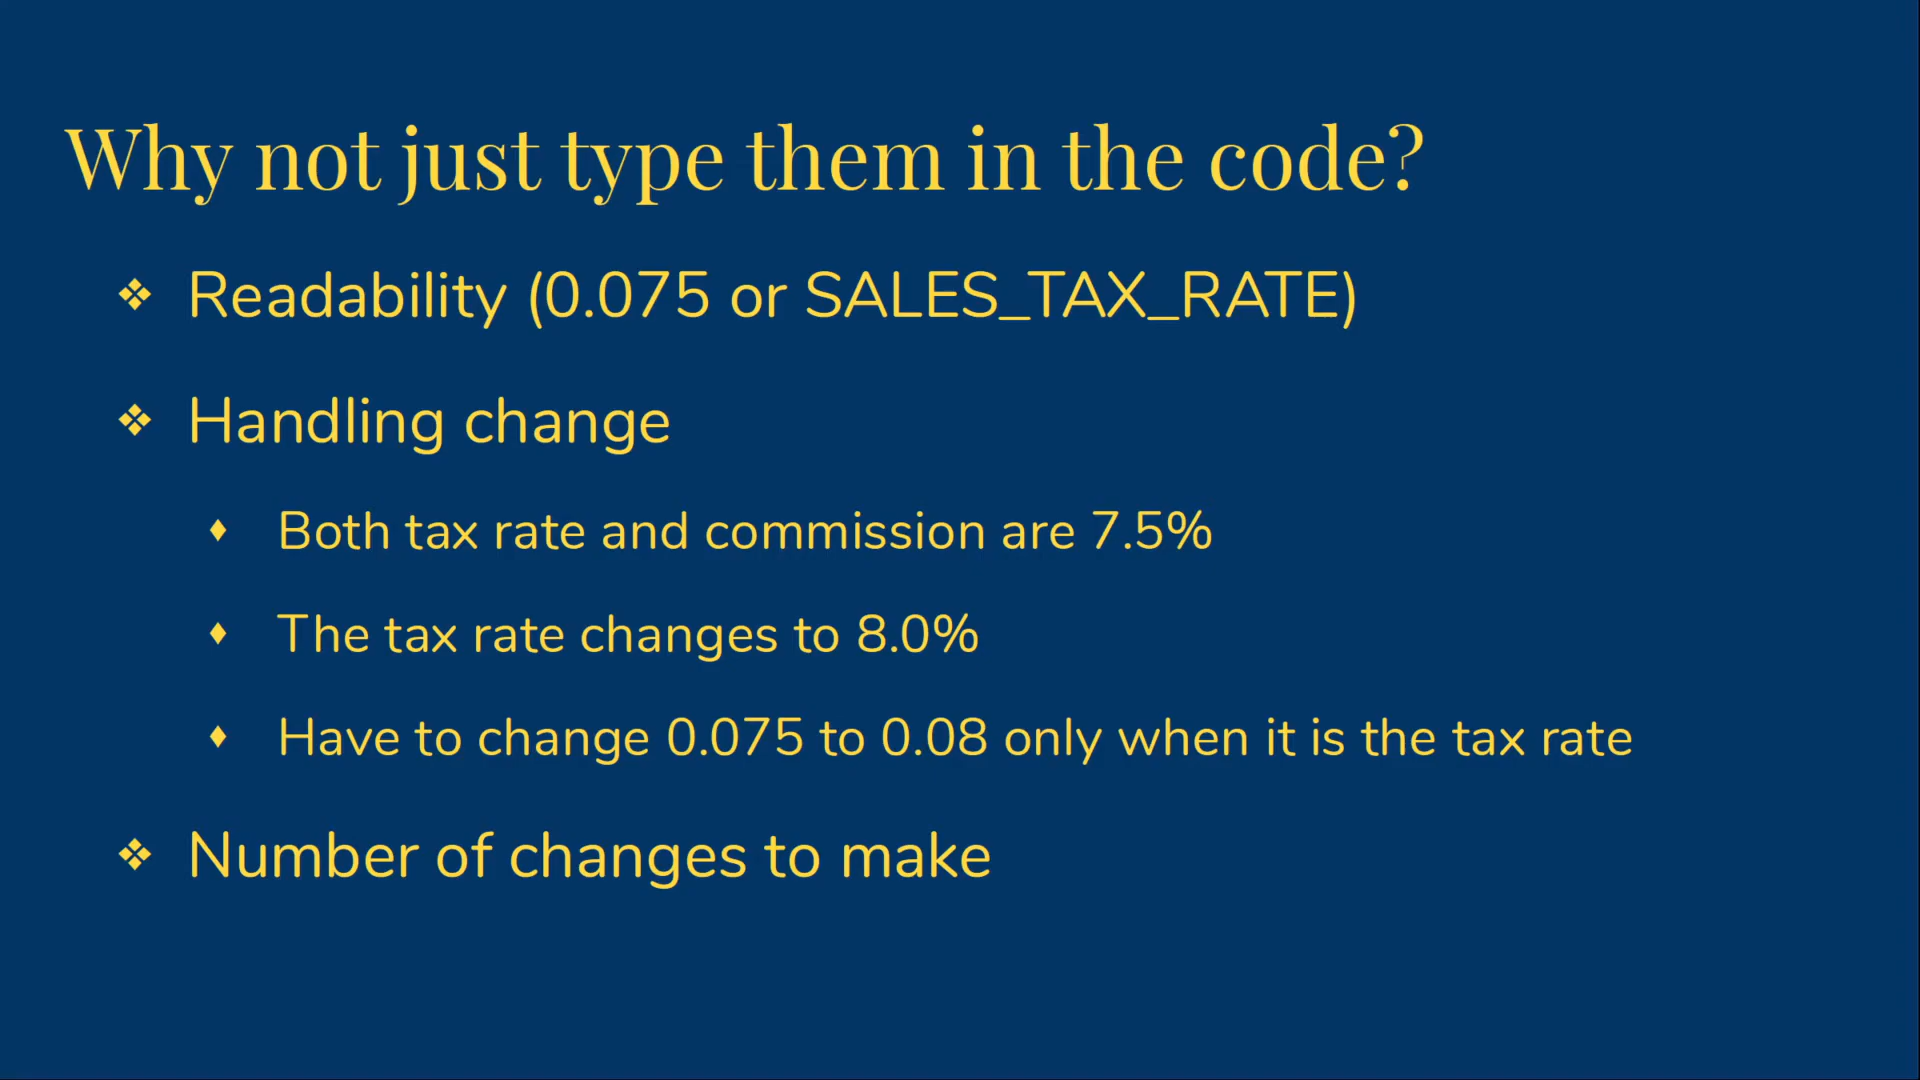 Why not just type them in the code?
❖ Readability (0.075 or SALES_TAX_RATE)
❖ Handling change
♦ Both tax rate and commission are 7.5%
♦ The tax rate changes to 8.0%
♦ Have to change 0.075 to 0.08 only when it is the tax rate
❖ Number of changes to make